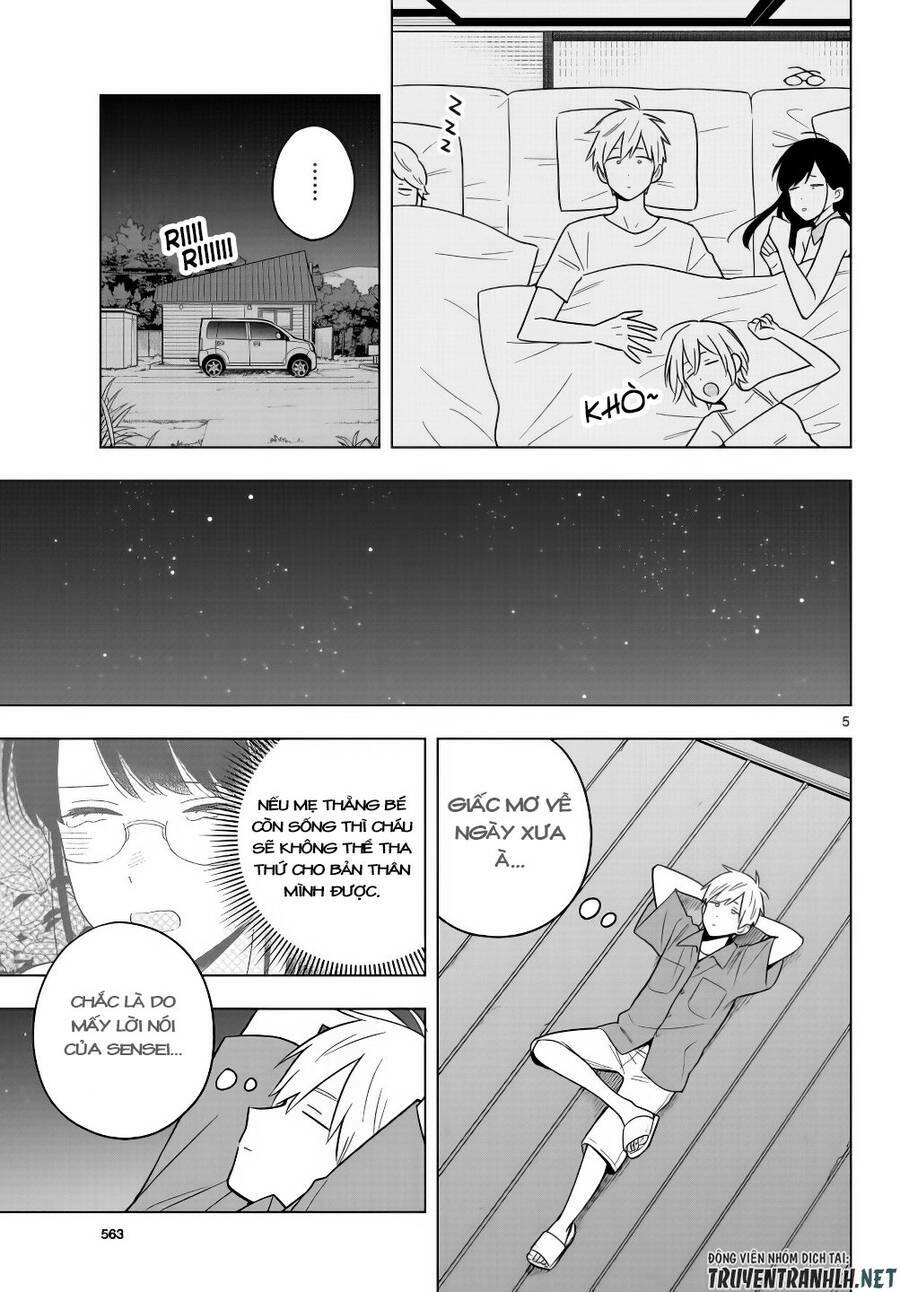 Z
Z
Z
Z
KHÒ~
......
RIIII
RIIIIII
5
GIẤC MƠ VỀ
NGÀY XƯA
À...
NẾU MẸ THẰNG BÉ
CÒN SỐNG THÌ CHÁU
SẼ KHÔNG THỂ THA
THỨ CHO BẢN THÂN
MÌNH ĐƯỢC.
CHẮC LÀ DO
MẤY LỜI NÓI
CỦA SENSEI...
563
ĐỘNG VIÊN NHÓM DỊCH TẠI:
TRUYENTRANHLH.NET